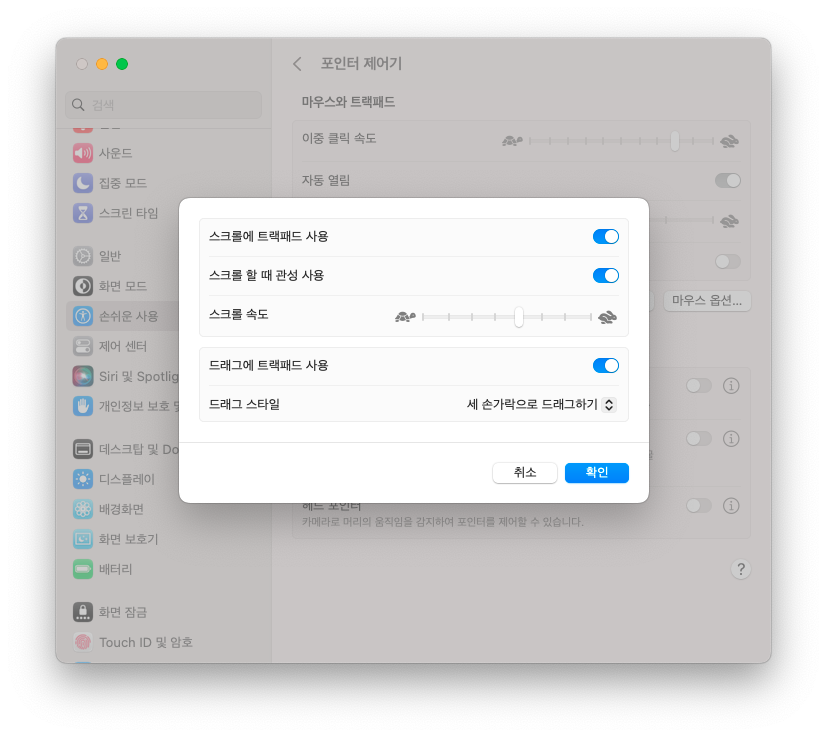 검색
사운드
집중 모드
스크린 타임
일반
화면 모드
손쉬운 사용
제어 센터
Siri 및 Spotlig
개인정보 보호 및
데스크탑 및 Do
디스플레이
배경화면
화면 보호기
배터리
화면 잠금
Touch ID 및 암호
포인터 제어기
마우스와 트랙패드
이중 클릭 속도
자동 열림
마우스 옵션...
스크롤에 트랙패드 사용
스크롤 할 때 관성 사용
스크롤 속도
드래그에 트랙패드 사용
드래그 스타일 세 손가락으로 드래그하기
취소 확인
헤드 포인터
카메라로 머리의 움직임을 감지하여 포인터를 제어할 수 있습니다.
?